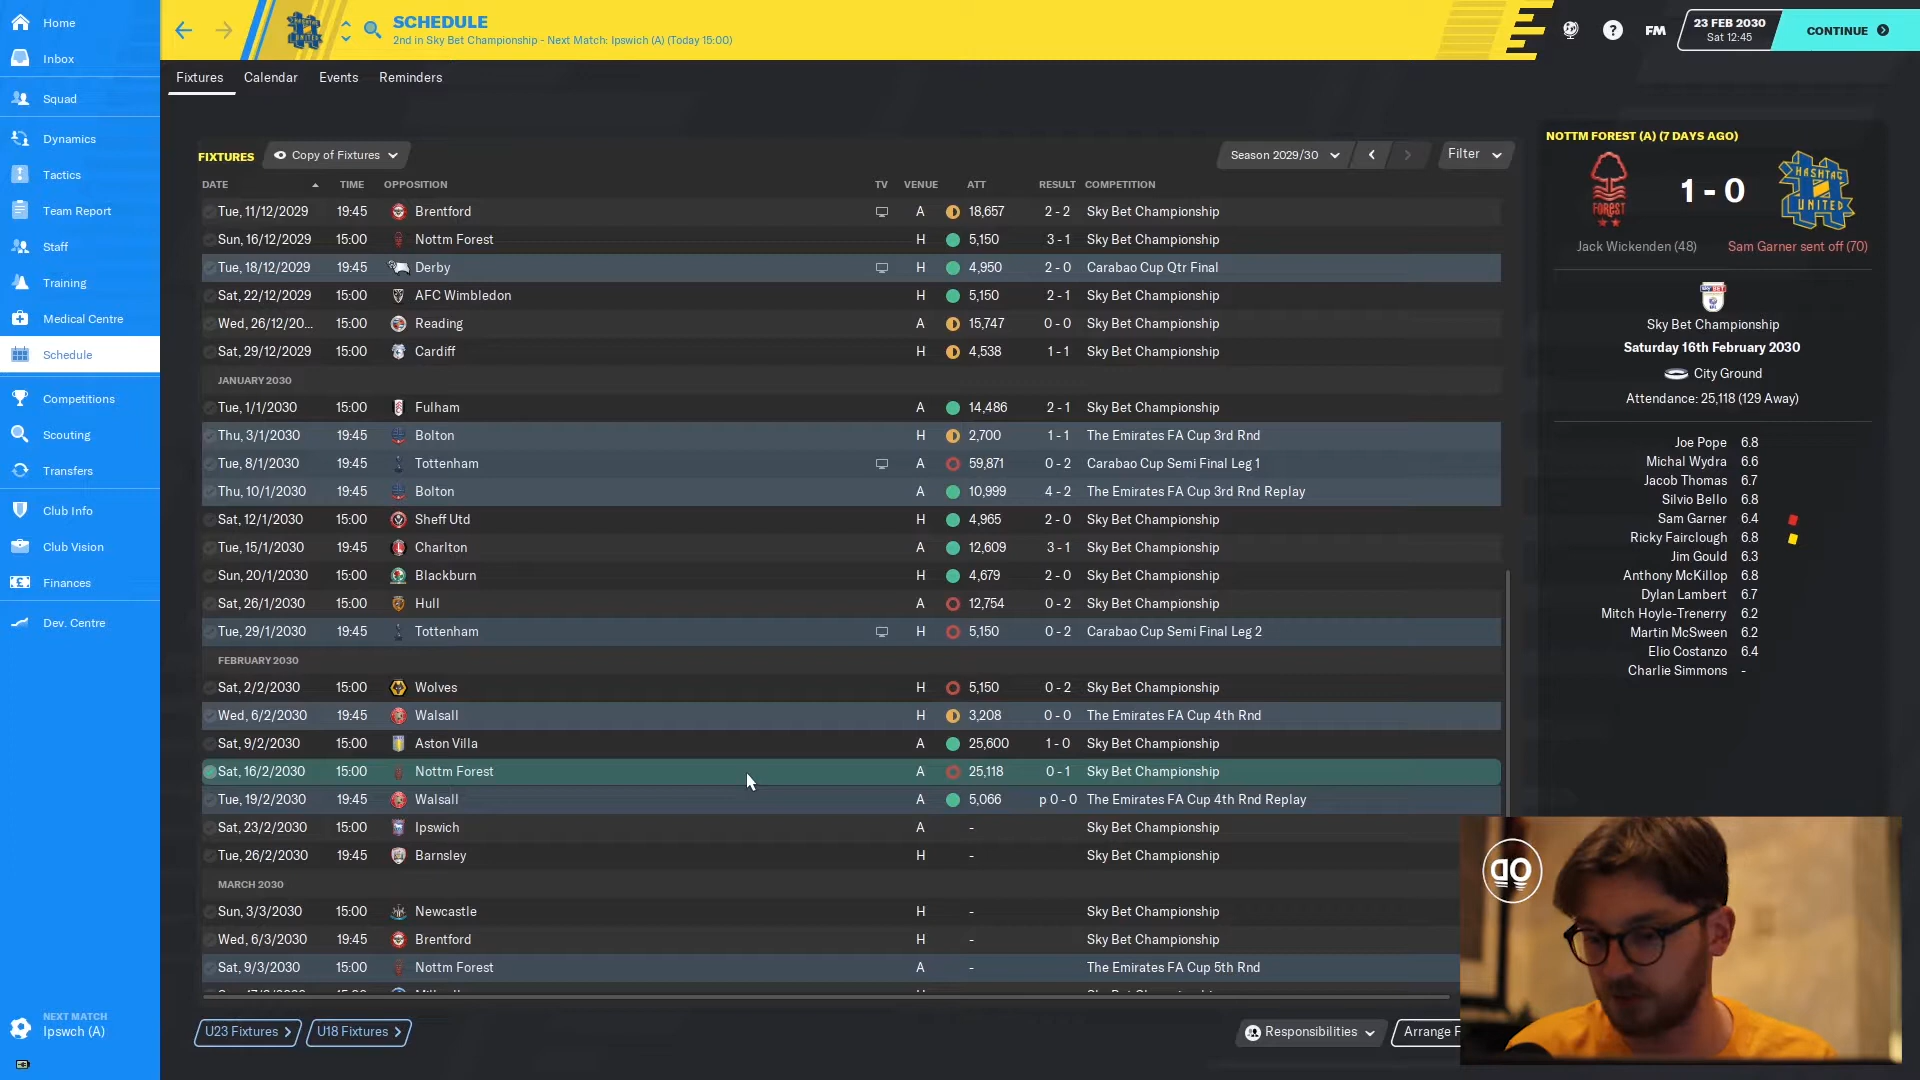 Home
Inbox
Squad
Dynamics
Tactics
Team Report
Staff
Training
Medical Centre
Schedule
Competitions
Scouting
Transfers
Club Info
Club Vision
Finances
Dev. Centre
NEXT MATCH
Ipswch (A)
SCHEDULE
2nd in Sky Bet Championship - Next Match: Ipswich (A) (Today 15:00)
FM
23 FEB 2030
Sat 12:45
CONTINUE
Fixtures Calendar Events Reminders
FIXTURES Copy of Fixtures Season 2029/30 Filter
DATE TIME OPPOSITION TV VENUE ATT RESULT COMPETITION
Tue, 11/12/2029 19:45 Brentford A 18,657 2 - 2 Sky Bet Championship
Sun, 16/12/2029 15:00 Nottm Forest H 5,150 3 - 1 Sky Bet Championship
Tue, 18/12/2029 19:45 Derby H 4,950 2 - 0 Carabao Cup Qtr Final
Sat, 22/12/2029 15:00 AFC Wimbledon H 5,150 2 - 1 Sky Bet Championship
Wed, 26/12/20... 15:00 Reading A 15,747 0 - 0 Sky Bet Championship
Sat, 29/12/2029 15:00 Cardiff H 4,538 1 - 1 Sky Bet Championship
JANUARY 2030
Tue, 1/1/2030 15:00 Fulham A 14,486 2 - 1 Sky Bet Championship
Thu, 3/1/2030 19:45 Bolton H 2,700 1 - 1 The Emirates FA Cup 3rd Rnd
Tue, 8/1/2030 19:45 Tottenham A 59,871 0 - 2 Carabao Cup Semi Final Leg 1
Thu, 10/1/2030 19:45 Bolton A 10,999 4 - 2 The Emirates FA Cup 3rd Rnd Replay
Sat, 12/1/2030 15:00 Sheff Utd H 4,965 2 - 0 Sky Bet Championship
Tue, 15/1/2030 19:45 Charlton A 12,609 3 - 1 Sky Bet Championship
Sun, 20/1/2030 15:00 Blackburn H 4,679 2 - 0 Sky Bet Championship
Sat, 26/1/2030 15:00 Hull A 12,754 0 - 2 Sky Bet Championship
Tue, 29/1/2030 19:45 Tottenham H 5,150 0 - 2 Carabao Cup Semi Final Leg 2
FEBRUARY 2030
Sat, 2/2/2030 15:00 Wolves H 5,150 0 - 2 Sky Bet Championship
Wed, 6/2/2030 19:45 Walsall H 3,208 0 - 0 The Emirates FA Cup 4th Rnd
Sat, 9/2/2030 15:00 Aston Villa A 25,600 1 - 0 Sky Bet Championship
Sat, 16/2/2030 15:00 Nottm Forest A 25,118 0 - 1 Sky Bet Championship
Tue, 19/2/2030 19:45 Walsall A 5,066 p 0 - 0 The Emirates FA Cup 4th Rnd Replay
Sat, 23/2/2030 15:00 Ipswich A - Sky Bet Championship
Tue, 26/2/2030 19:45 Barnsley H - Sky Bet Championship
MARCH 2030
Sun, 3/3/2030 15:00 Newcastle H - Sky Bet Championship
Wed, 6/3/2030 19:45 Brentford H - Sky Bet Championship
Sat, 9/3/2030 15:00 Nottm Forest A - The Emirates FA Cup 5th Rnd
U23 Fixtures U18 Fixtures Responsibilities Arrange F
NOTTM FOREST (A) (7 DAYS AGO)
FOREST 1 - 0 HASHTAG UNITED
Jack Wickenden (48) Sam Garner sent off (70)
SKY BET
Sky Bet Championship
Saturday 16th February 2030
City Ground
Attendance: 25,118 (129 Away)
Joe Pope 6.8
Michal Wydra 6.6
Jacob Thomas 6.7
Silvio Bello 6.8
Sam Garner 6.4
Ricky Fairclough 6.8
Jim Gould 6.3
Anthony McKillop 6.8
Dylan Lambert 6.7
Mitch Hoyle-Trenerry 6.2
Martin McSween 6.2
Elio Costanzo 6.4
Charlie Simmons -